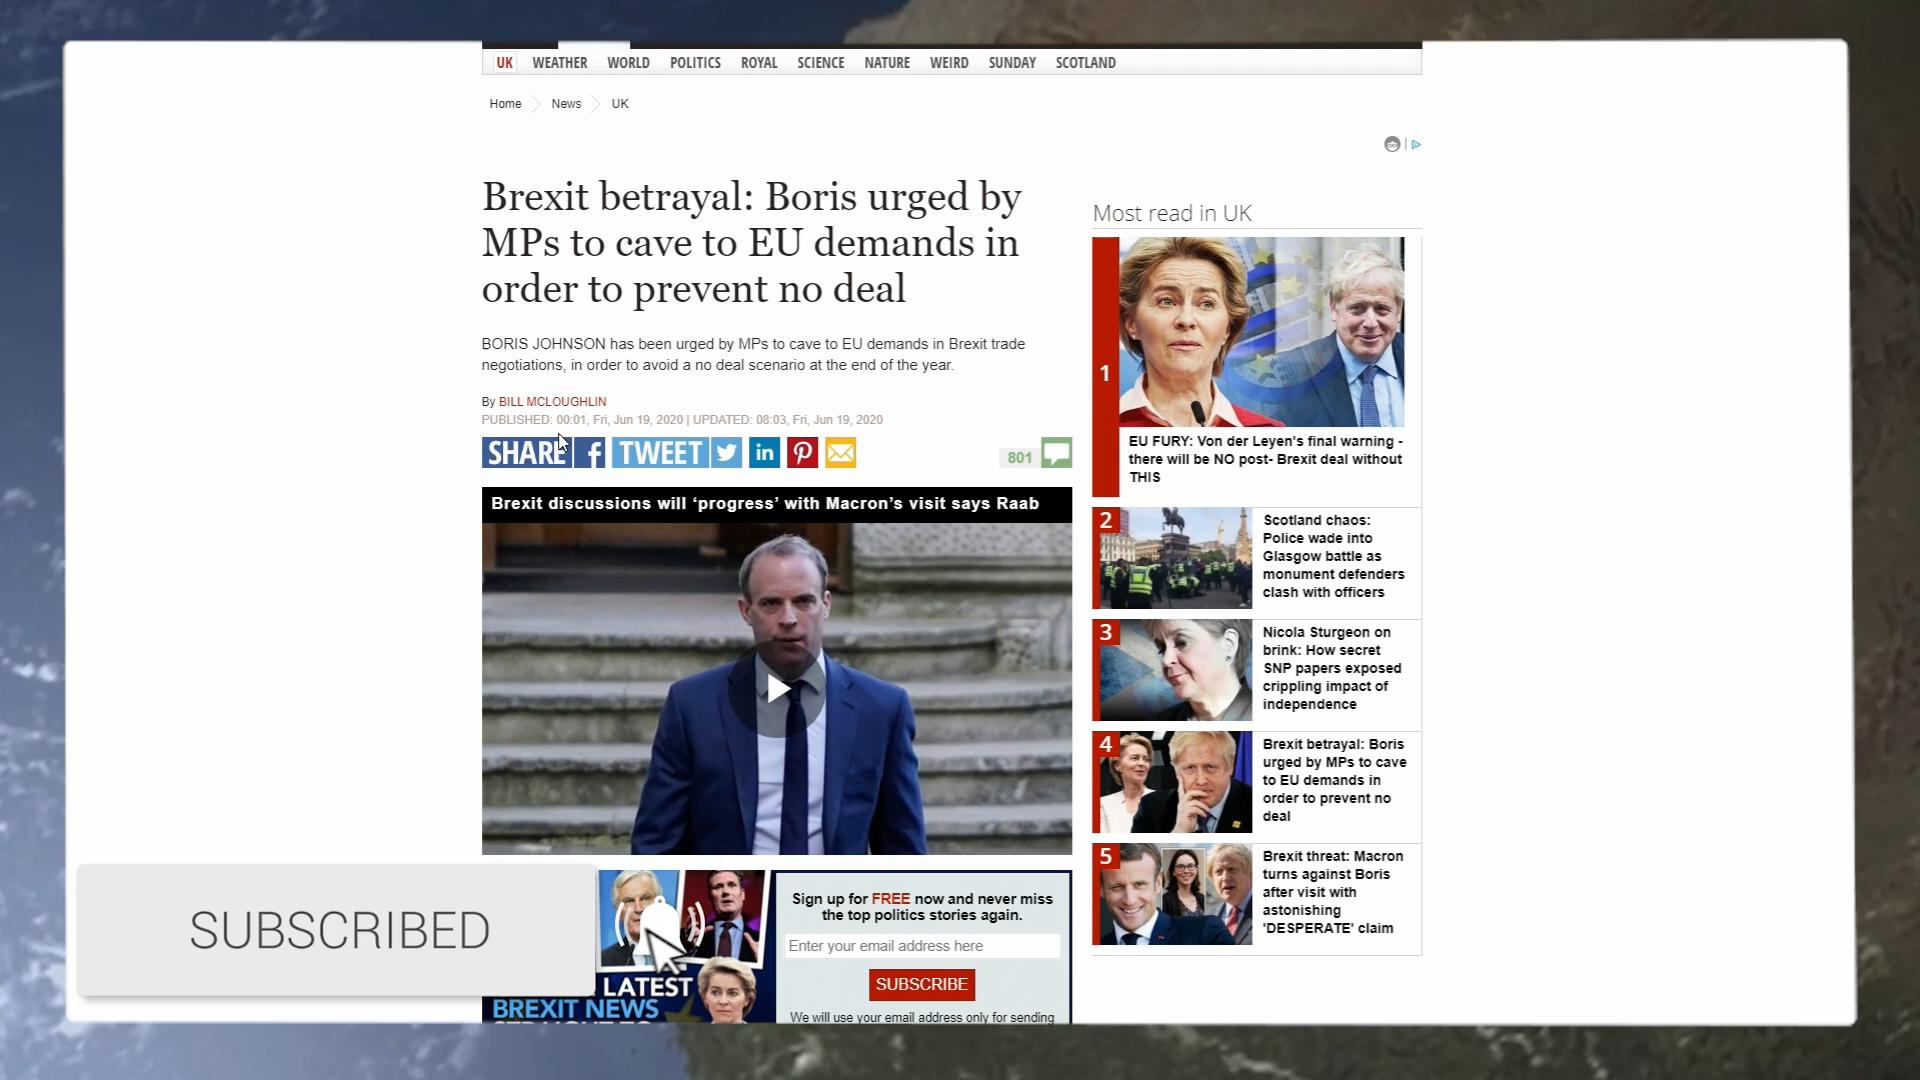 UK WEATHER WORLD POLITICS ROYAL SCIENCE NATURE WEIRD SUNDAY SCOTLAND
Home News UK
Brexit betrayal: Boris urged by
MPs to cave to EU demands in
order to prevent no deal
BORIS JOHNSON has been urged by MPs to cave to EU demands in Brexit trade
negotiations, in order to avoid a no deal scenario at the end of the year.
By BILL MCLOUGHLIN
PUBLISHED: 00:01, Fri, Jun 19, 2020 | UPDATED: 08:03, Fri, Jun 19, 2020
SHARE f TWEET in
801
Brexit discussions will ‘progress’ with Macron’s visit says Raab
SUBSCRIBED
LATEST
BREXIT NEWS
STRAIGHT TO
Sign up for FREE now and never miss
the top politics stories again.
Enter your email address here
SUBSCRIBE
We will use your email address only for sending
Most read in UK
1
EU FURY: Von der Leyen's final warning -
there will be NO post- Brexit deal without
THIS
2
Scotland chaos:
Police wade into
Glasgow battle as
monument defenders
clash with officers
3
Nicola Sturgeon on
brink: How secret
SNP papers exposed
crippling impact of
independence
4
Brexit betrayal: Boris
urged by MPs to cave
to EU demands in
order to prevent no
deal
5
Brexit threat: Macron
turns against Boris
after visit with
astonishing
'DESPERATE' claim